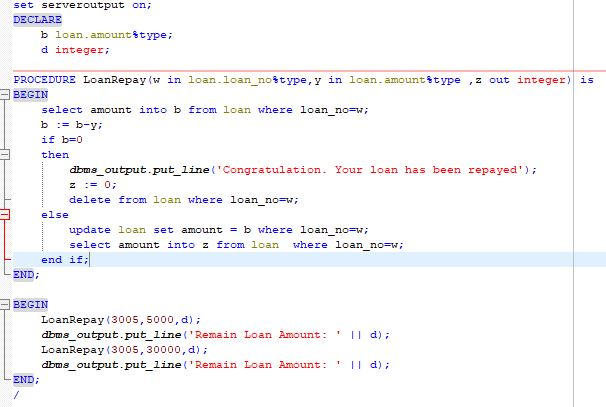 set serveroutput on;
DECLARE
b loan.amount%type;
d integer;
PROCEDURE LoanRepay(w in loan.loan_no%type,y in loan.amount%type ,z out integer) is
BEGIN
select amount into b from loan where loan_no=w;
b := b-y;
if b=0
then
dbms_output.put_line('Congratulation. Your loan has been repayed');
z := 0;
delete from loan where loan_no=w;
else
update loan set amount = b where loan_no=w;
select amount into z from loan  where loan_no=w;
end if;
END;
BEGIN
LoanRepay(3005,5000,d);
dbms_output.put_line('Remain Loan Amount: ' || d);
LoanRepay(3005,30000,d);
dbms_output.put_line('Remain Loan Amount: ' || d);
END;
/